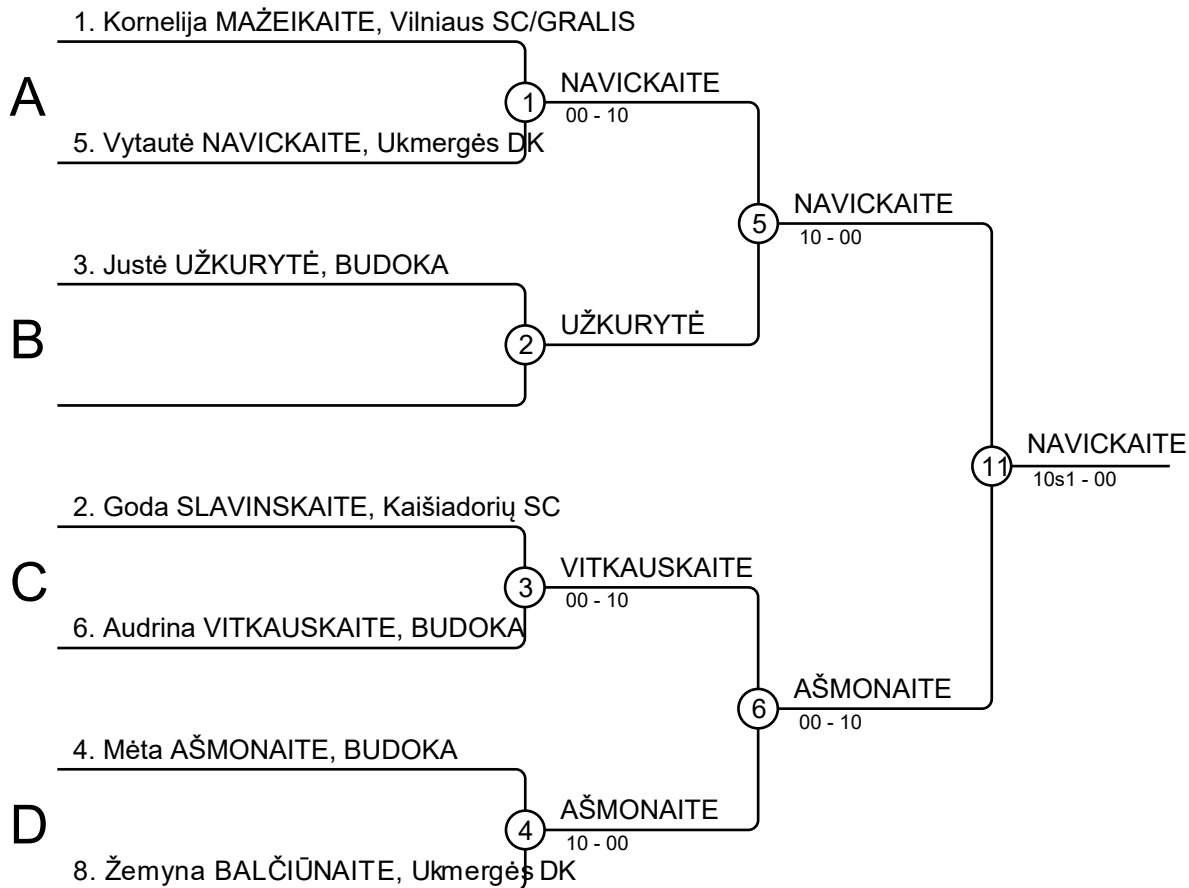 1. Kornelija MAŻEIKAITE, Vilniaus SC/GRALIS
A
1
NAVICKAITE
00 - 10
5. Vytautė NAVICKAITE, Ukmergės DK
5
NAVICKAITE
10 - 00
3. Justė UŽKURYTĖ, BUDOKA
B
2
UŽKURYTĖ
11
NAVICKAITE
10s1 - 00
2. Goda SLAVINSKAITE, Kaišiadorių SC
C
3
VITKAUSKAITE
00 - 10
6. Audrina VITKAUSKAITE, BUDOKA
6
AŠMONAITE
00 - 10
4. Mėta AŠMONAITE, BUDOKA
D
4
AŠMONAITE
10 - 00
8. Žemyna BALČIŪNAITE, Ukmergės DK